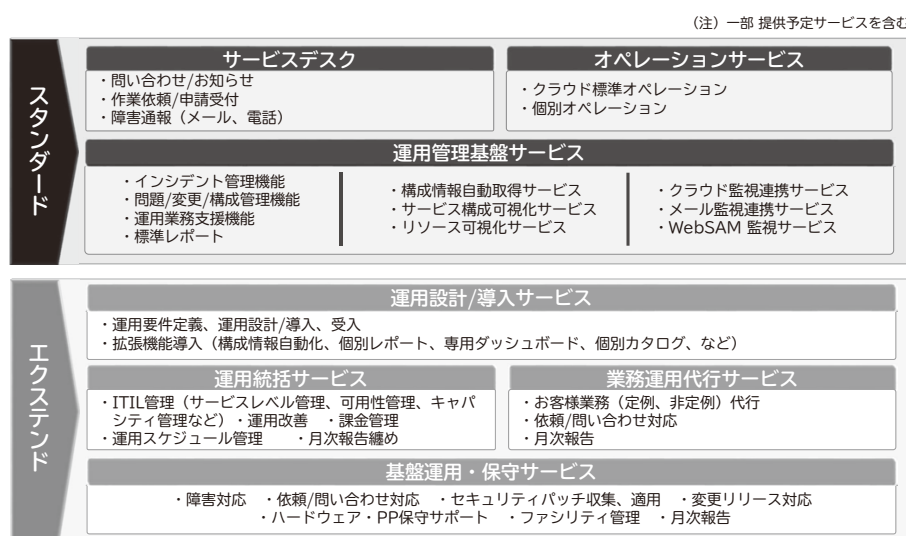 （注）一部 提供予定サービスを含む
スタンダード
サービスデスク
・問い合わせ/お知らせ
・作業依頼/申請受付
・障害通報（メール、電話）
オペレーションサービス
・クラウド標準オペレーション
・個別オペレーション
運用管理基盤サービス
・インシデント管理機能
・問題/変更/構成管理機能
・運用業務支援機能
・標準レポート
・構成情報自動取得サービス
・サービス構成可視化サービス
・リソース可視化サービス
・クラウド監視連携サービス
・メール監視連携サービス
・WebSAM 監視サービス
エクステンド
運用設計/導入サービス
・運用要件定義、運用設計/導入、受入
・拡張機能導入（構成情報自動化、個別レポート、専用ダッシュボード、個別カタログ、など）
運用統括サービス
・ITIL管理（サービスレベル管理、可用性管理、キャパ
シティ管理など）・運用改善　・課金管理
・運用スケジュール管理　　・月次報告纏め
業務運用代行サービス
・お客様業務（定例、非定例）代行
・依頼/問い合わせ対応
・月次報告
基盤運用・保守サービス
・障害対応　・依頼/問い合わせ対応　・セキュリティパッチ収集、適用　・変更リリース対応
・ハードウェア・PP保守サポート　・ファシリティ管理　・月次報告